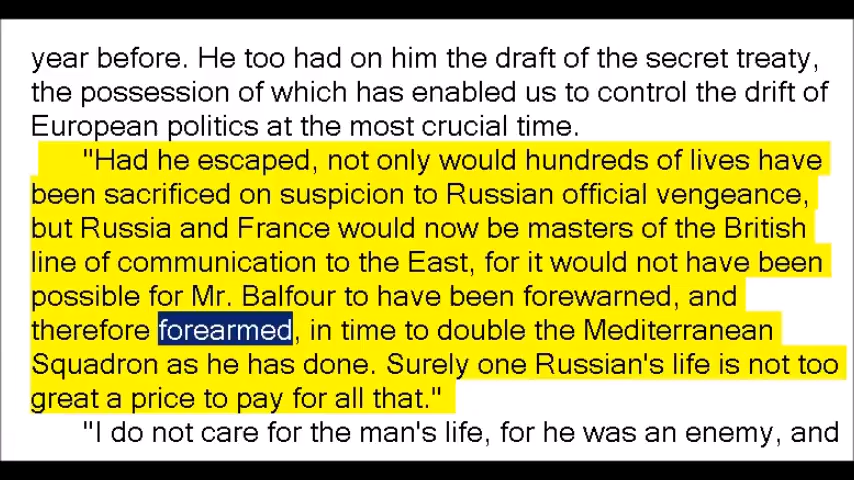 year before. He too had on him the draft of the secret treaty,
the possession of which has enabled us to control the drift of
European politics at the most crucial time.
"Had he escaped, not only would hundreds of lives have
been sacrificed on suspicion to Russian official vengeance,
but Russia and France would now be masters of the British
line of communication to the East, for it would not have been
possible for Mr. Balfour to have been forewarned, and
therefore forearmed, in time to double the Mediterranean
Squadron as he has done. Surely one Russian's life is not too
great a price to pay for all that."
"I do not care for the man's life, for he was an enemy, and